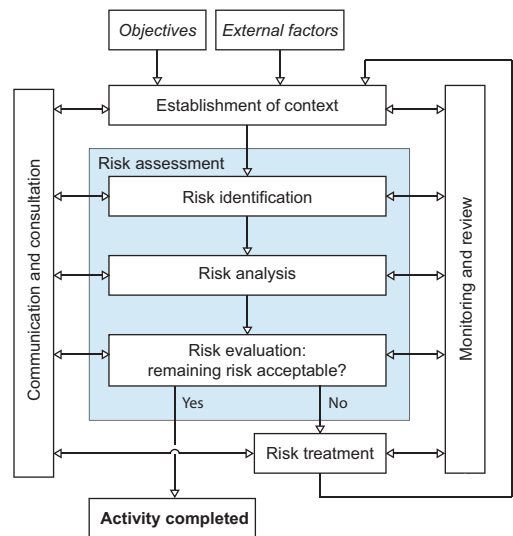 Objectives
External factors
Establishment of context
Risk assessment
Risk identification
Risk analysis
Risk evaluation:
remaining risk acceptable?
Yes
No
Risk treatment
Activity completed
Communication and consultation
Monitoring and review